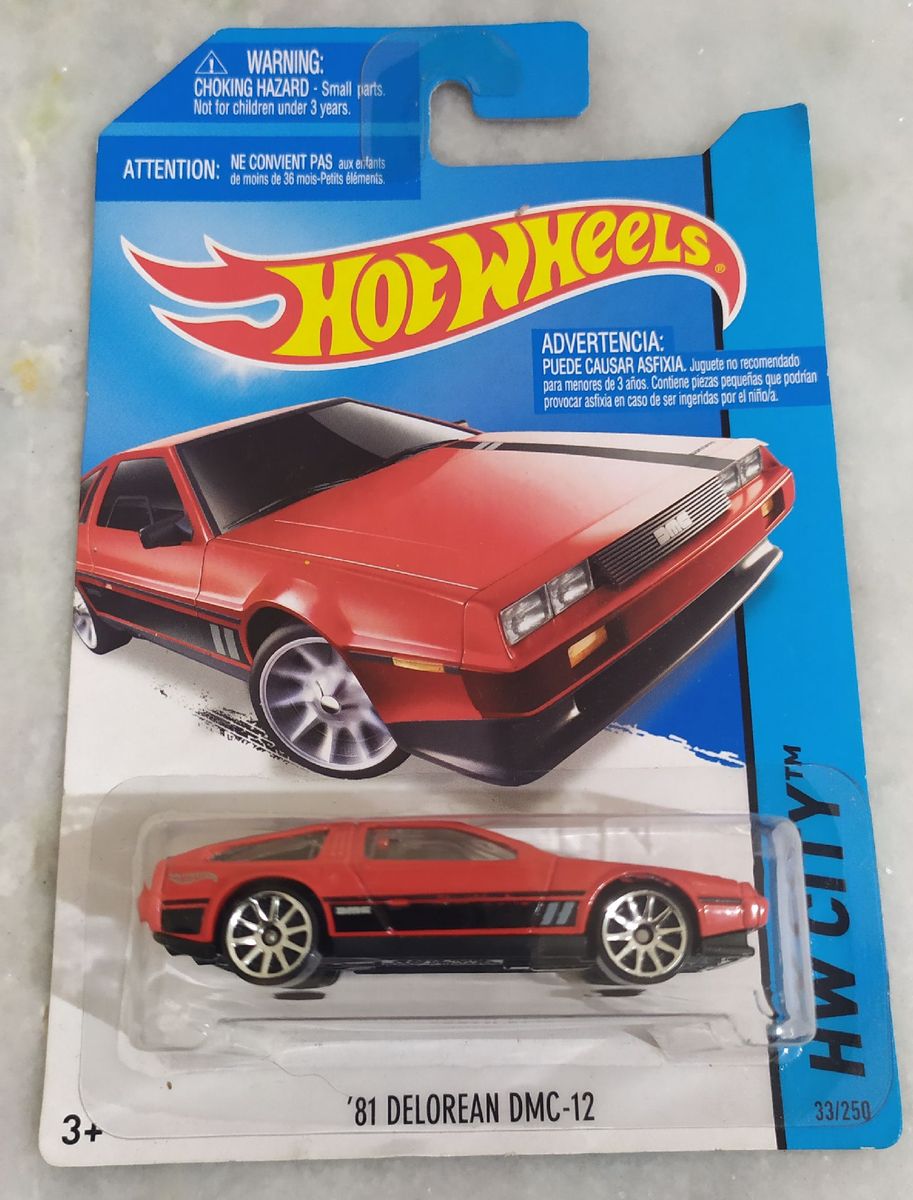 WARNING:
CHOKING HAZARD - Small parts.
Not for children under 3 years.
ATTENTION: NE CONVIENT PAS aux enfants
de moins de 36 mois-Petits éléments.
HOT WHEELS®
ADVERTENCIA:
PUEDE CAUSAR ASFIXIA. Juguete no recomendado
para menores de 3 años. Contiene piezas pequeñas que podrían
provocar asfixia en caso de ser ingeridas por el niño/a.
DMC
HW CITY™
DMC
'81 DELOREAN DMC-12
3+
33/250